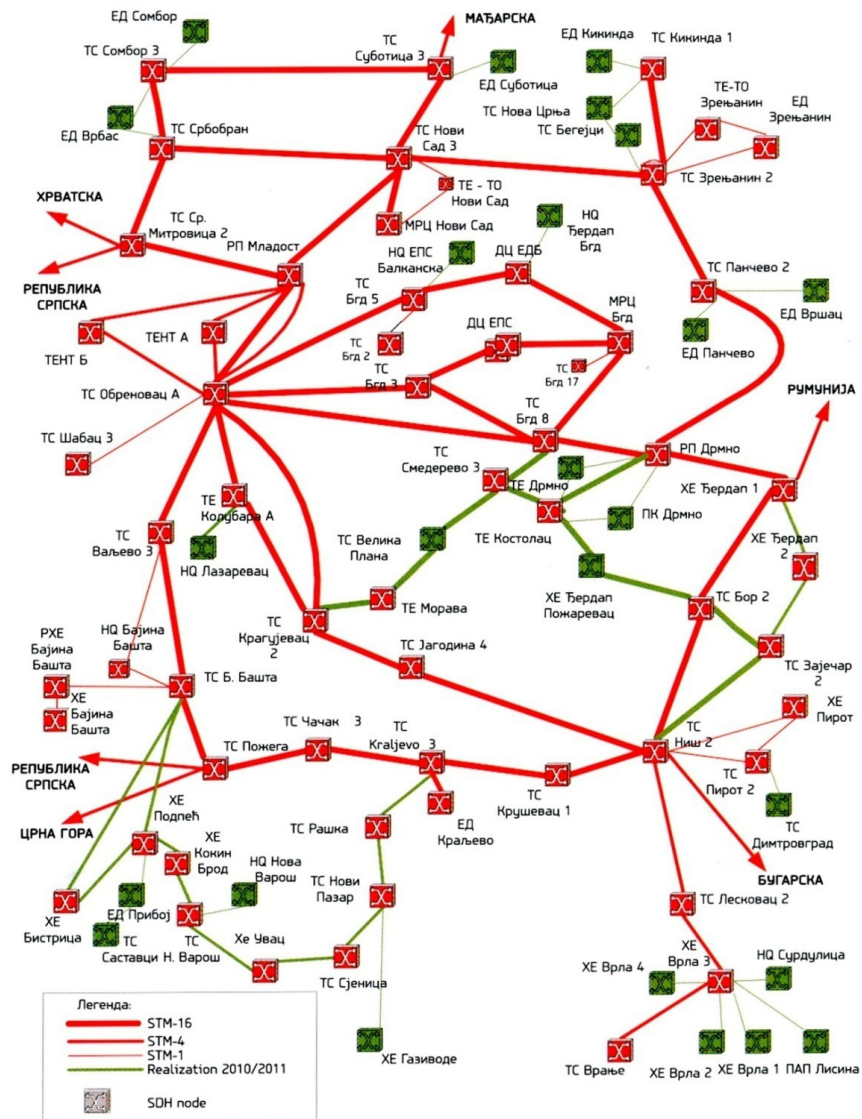 ЕД Сомбор
МАЂАРСКА
ТС Сомбор 3
ТС
Суботица 3
ЕД Кикинда
ТС Кикинда 1
ЕД Суботица
ТС Нова Црња
ТС Бегејци
ТЕ-ТО
Зрењанин
ЕД
Зрењанин
ЕД Врбас
ТС Србобран
ТС Нови
Сад 3
ТС Зрењанин 2
ТЕ - ТО
Нови Сад
ХРВАТСКА
ТС Ср.
Митровица 2
РП Младост
МРЦ Нови Сад
HQ
Ђердап
Бгд
HQ ЕПС
Балканска
ДЦ ЕДБ
РЕПУБЛИКА
СРПСКА
ТС
Бгд 5
МРЦ
Бгд
ТС Панчево 2
ЕД Вршац
ЕД Панчево
ТЕНТ Б
ТЕНТ А
ТС
Бгд 2
ДЦ ЕПС
ТС
Бгд 17
ТС Обреновац А
ТС
Бгд 3
РУМУНИЈА
ТС Шабац 3
ТС
Бгд 8
ТС
Смедерево 3
РП Дрмно
ТЕ Дрмно
ХЕ Ђердап 1
ТЕ
Колубара А
ПК Дрмно
ТС
Ваљево 3
HQ Лазаревац
ТС Велика
Плана
ТЕ Костолац
ХЕ Ђердап
2
ХЕ Ђердап
Пожаревац
ТС Бор 2
ТЕ Морава
ТС
Крагујевац
2
ТС Јагодина 4
ТС Зајечар
2
РХЕ
Бајина
Башта
HQ Бајина
Башта
ТС Б. Башта
ХЕ
Бајина
Башта
ХЕ
Пирот
ТС Чачак 3
ТС
Kraljevo 3
ТС
Ниш 2
ТС Пожега
РЕПУБЛИКА
СРПСКА
ТС
Крушевац 1
ТС
Пирот 2
ЦРНА ГОРА
ХЕ
Подпећ
ЕД
Краљево
ТС
Димтровград
ТС Рашка
ХЕ
Кокин
Брод
HQ Нова
Варош
БУГАРСКА
ТС Нови
Пазар
ТС Лесковац 2
ХЕ
Бистрица
ЕД Прибој
ТС
Саставци
ТС
Н. Варош
Хе Увац
ТС Сјеница
ХЕ
Врла 3
ХЕ Врла 4
HQ Сурдулица
Легенда:
STM-16
STM-4
STM-1
Realization 2010/2011
SDH node
ХЕ Газиводе
ТС Врање
ХЕ Врла 2
ХЕ Врла 1
ПАП Лисина